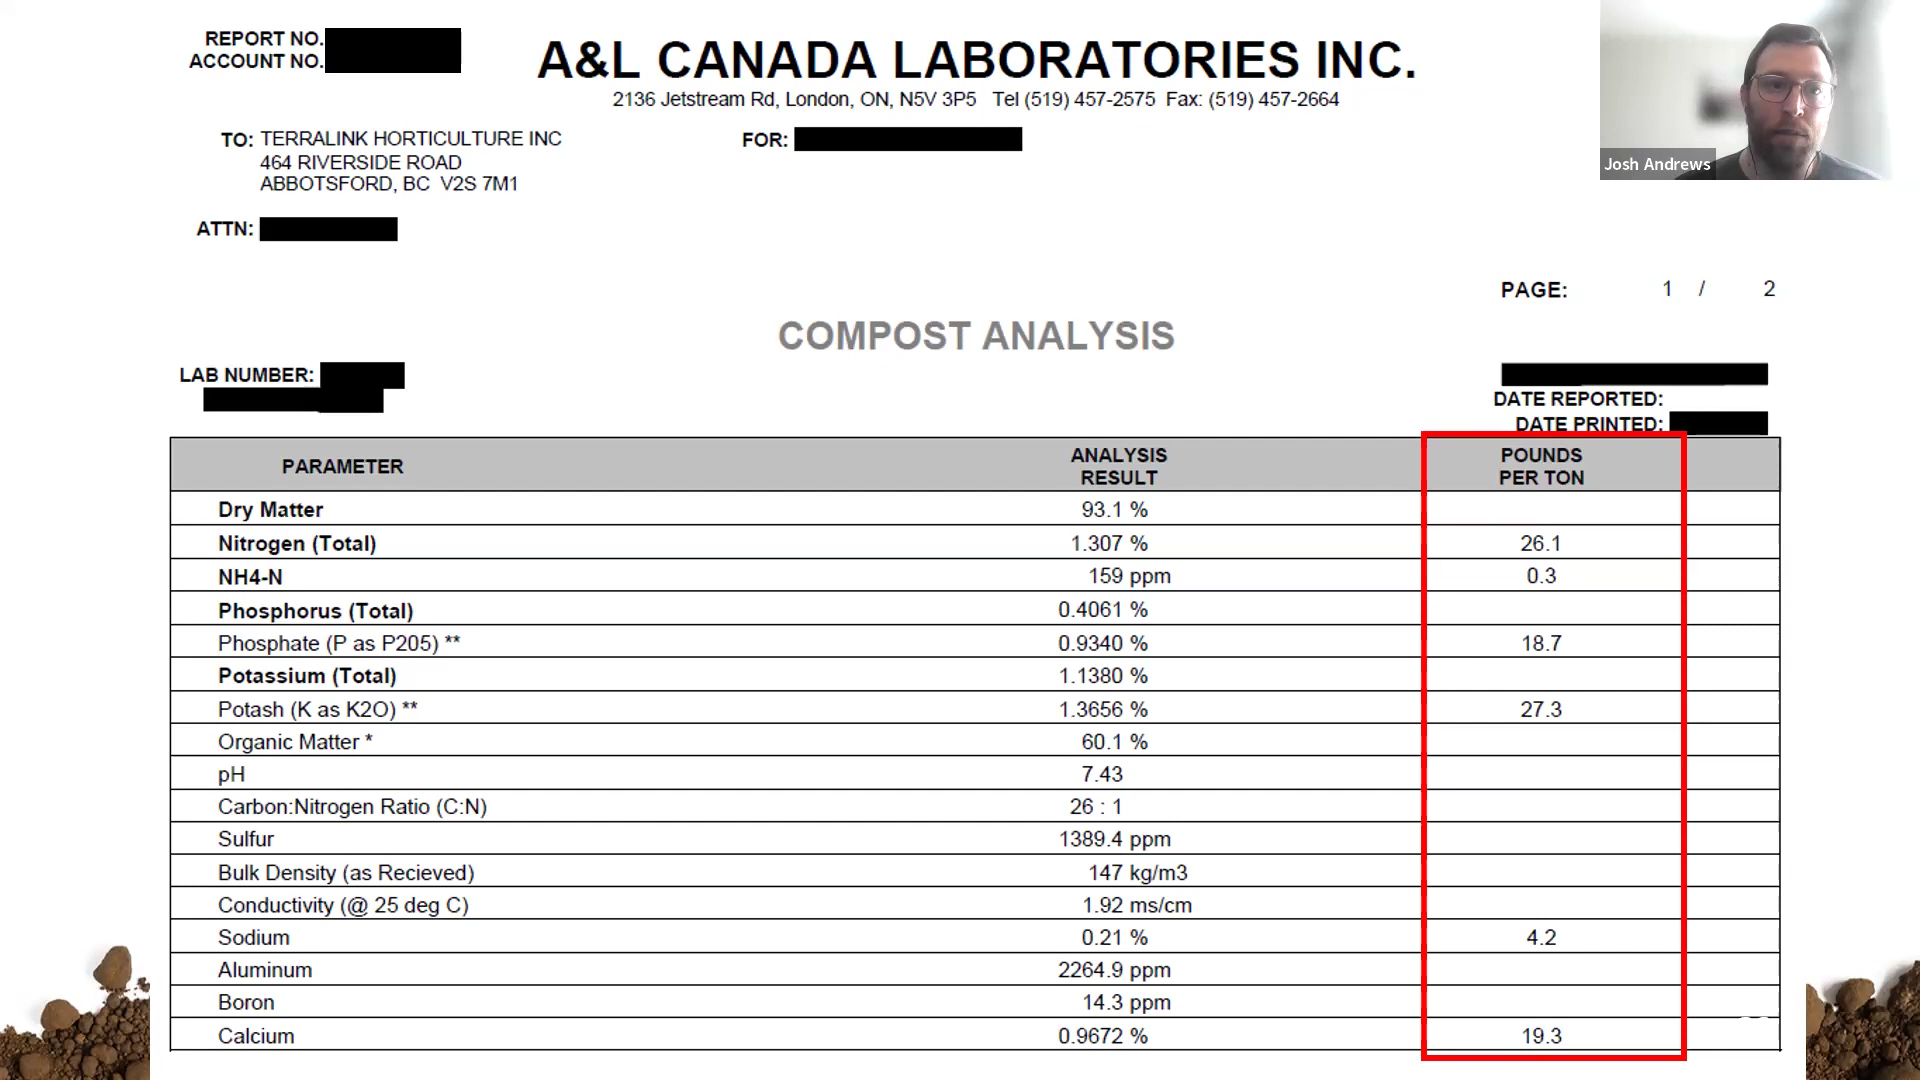 REPORT NO.
ACCOUNT NO.
A&L CANADA LABORATORIES INC.
2136 Jetstream Rd, London, ON, N5V 3P5 Tel (519) 457-2575 Fax: (519) 457-2664
TO: TERRALINK HORTICULTURE INC
464 RIVERSIDE ROAD
ABBOTSFORD, BC V2S 7M1
FOR:
Josh Andrews
ATTN:
PAGE: 1 / 2
COMPOST ANALYSIS
LAB NUMBER:
DATE REPORTED:
DATE PRINTED:
PARAMETER ANALYSIS RESULT POUNDS PER TON
Dry Matter 93.1 %
Nitrogen (Total) 1.307 % 26.1
NH4-N 159 ppm 0.3
Phosphorus (Total) 0.4061 %
Phosphate (P as P205) ** 0.9340 % 18.7
Potassium (Total) 1.1380 %
Potash (K as K2O) ** 1.3656 % 27.3
Organic Matter * 60.1 %
pH 7.43
Carbon:Nitrogen Ratio (C:N) 26 : 1
Sulfur 1389.4 ppm
Bulk Density (as Recieved) 147 kg/m3
Conductivity (@ 25 deg C) 1.92 ms/cm
Sodium 0.21 % 4.2
Aluminum 2264.9 ppm
Boron 14.3 ppm
Calcium 0.9672 % 19.3